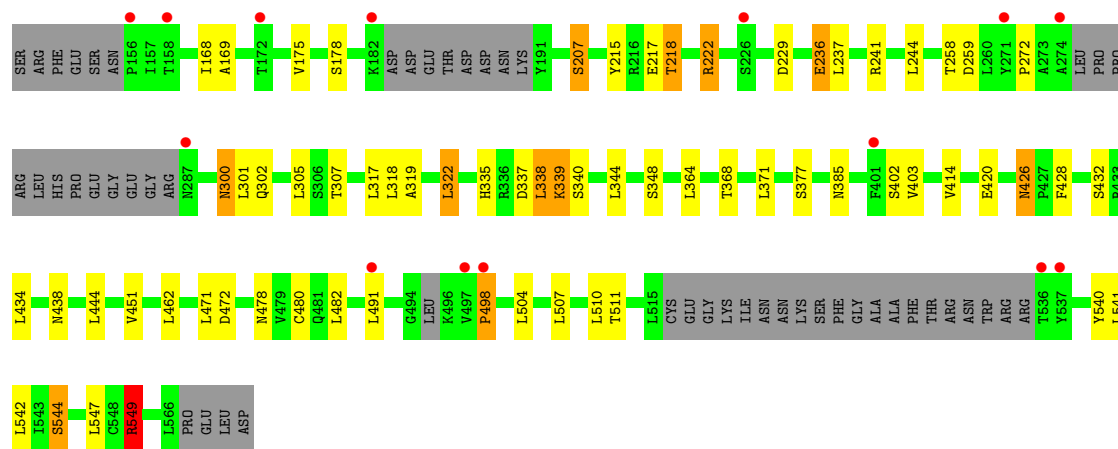 SER ARG PHE GLU SER ASN P156 I157 T158 I168 A169 T172 V175 S178 K182 ASP ASP GLU THR ASP ASP ASN LYS Y191 S207 Y215 R216 E217 T218 R222 S226 D229 E236 L237 R241 L244 T258 D259 L260 Y271 P272 A273 A274 LEU PRO PRO
ARG LEU HIS PRO GLU GLY GLU GLY ARG N287 N300 L301 Q302 L305 S306 T307 L317 L318 A319 L322 H335 R336 D337 L338 K339 S340 L344 S348 L364 T368 L371 S377 N385 F401 S402 V403 V414 E420 N426 P427 F428 S432
L434 N438 L444 V451 L462 L471 D472 N478 V479 C480 Q481 L482 L491 G494 LEU K496 V497 P498 L504 L507 L510 T511 L515 CYS GLU GLY LYS ILE ASN ASN LYS SER PHE GLY ALA ALA PHE THR ARG ASN TRP ARG ARG T536 Y537 Y540 L541
L542 I543 S544 L547 C548 R549 L566 PRO GLU LEU ASP